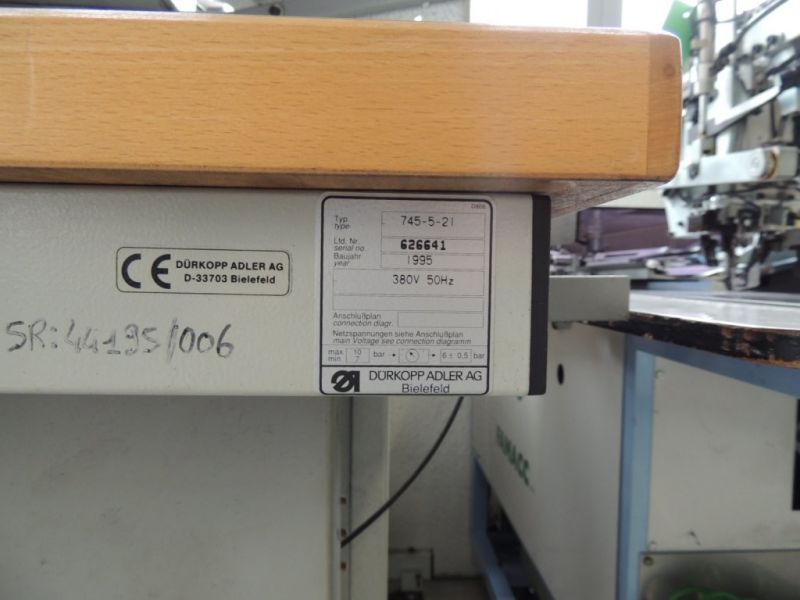 DÜRKOPP ADLER AG
D-33703 Bielefeld
SR:44195/006
Typ
type
745-5-21
Lfd. Nr.
serial no.
626641
Baujahr
year
1995
380V 50Hz
Anschlußplan
connection diagr.
Netzspannungen siehe Anschlußplan
main Voltage see connection diagramm
max 10 bar 6 ± 0,5 bar
min 7
DÜRKOPP ADLER AG
Bielefeld